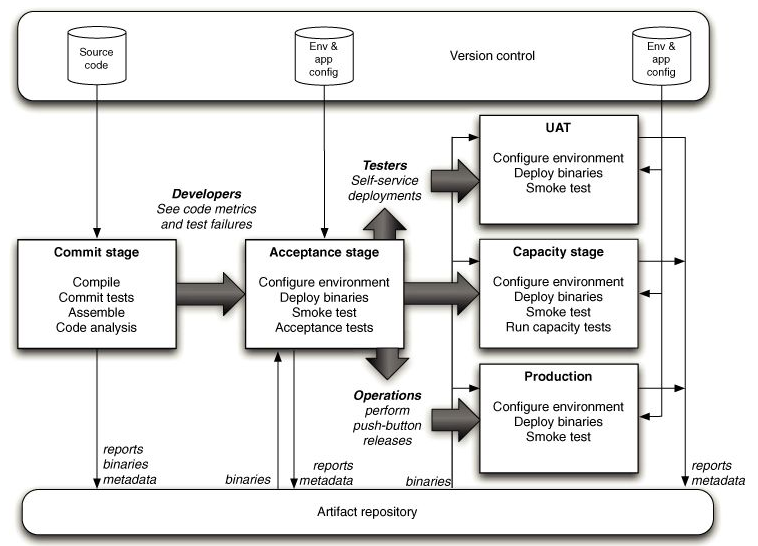 Source
code
Env &
app
config
Version control
Env &
app
config
UAT
Configure environment
Deploy binaries
Smoke test
Testers
Self-service
deployments
Developers
See code metrics
and test failures
Commit stage
Compile
Commit tests
Assemble
Code analysis
Acceptance stage
Configure environment
Deploy binaries
Smoke test
Acceptance tests
Capacity stage
Configure environment
Deploy binaries
Smoke test
Run capacity tests
Operations
perform
push-button
releases
Production
Configure environment
Deploy binaries
Smoke test
reports
binaries
metadata
binaries
reports
metadata
binaries
reports
metadata
Artifact repository